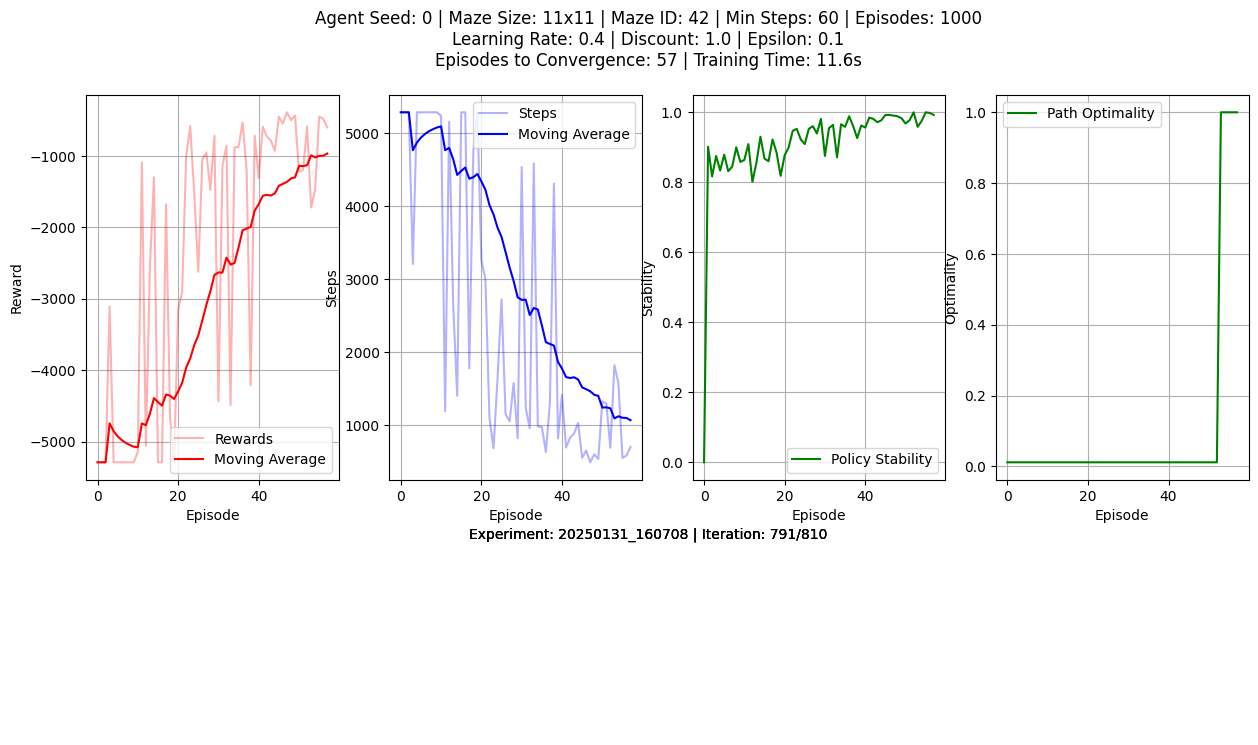 Agent Seed: 0 | Maze Size: 11x11 | Maze ID: 42 | Min Steps: 60 | Episodes: 1000
Learning Rate: 0.4 | Discount: 1.0 | Epsilon: 0.1
Episodes to Convergence: 57 | Training Time: 11.6s
Reward
−1000
−2000
−3000
−4000
−5000
0
20
40
Episode
Rewards
Moving Average
Steps
5000
4000
3000
2000
1000
0
20
40
Episode
Steps
Moving Average
Stability
1.0
0.8
0.6
0.4
0.2
0.0
0
20
40
Episode
Policy Stability
Optimality
1.0
0.8
0.6
0.4
0.2
0.0
0
20
40
Episode
Path Optimality
Experiment: 20250131_160708 | Iteration: 791/810